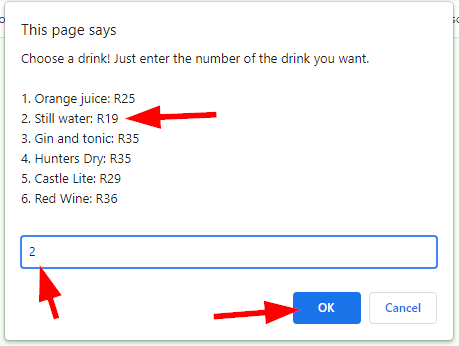 This page says
Choose a drink! Just enter the number of the drink you want.
1. Orange juice: R25
2. Still water: R19
3. Gin and tonic: R35
4. Hunters Dry: R35
5. Castle Lite: R29
6. Red Wine: R36
2
OK
Cancel